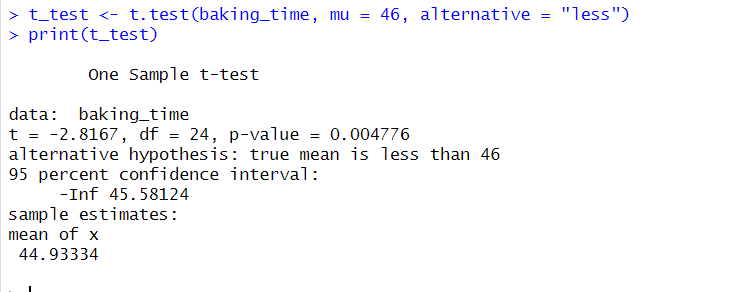 > t_test <- t.test(baking_time, mu = 46, alternative = "less")
> print(t_test)
One Sample t-test
data:  baking_time
t = -2.8167, df = 24, p-value = 0.004776
alternative hypothesis: true mean is less than 46
95 percent confidence interval:
-Inf 45.58124
sample estimates:
mean of x
44.93334